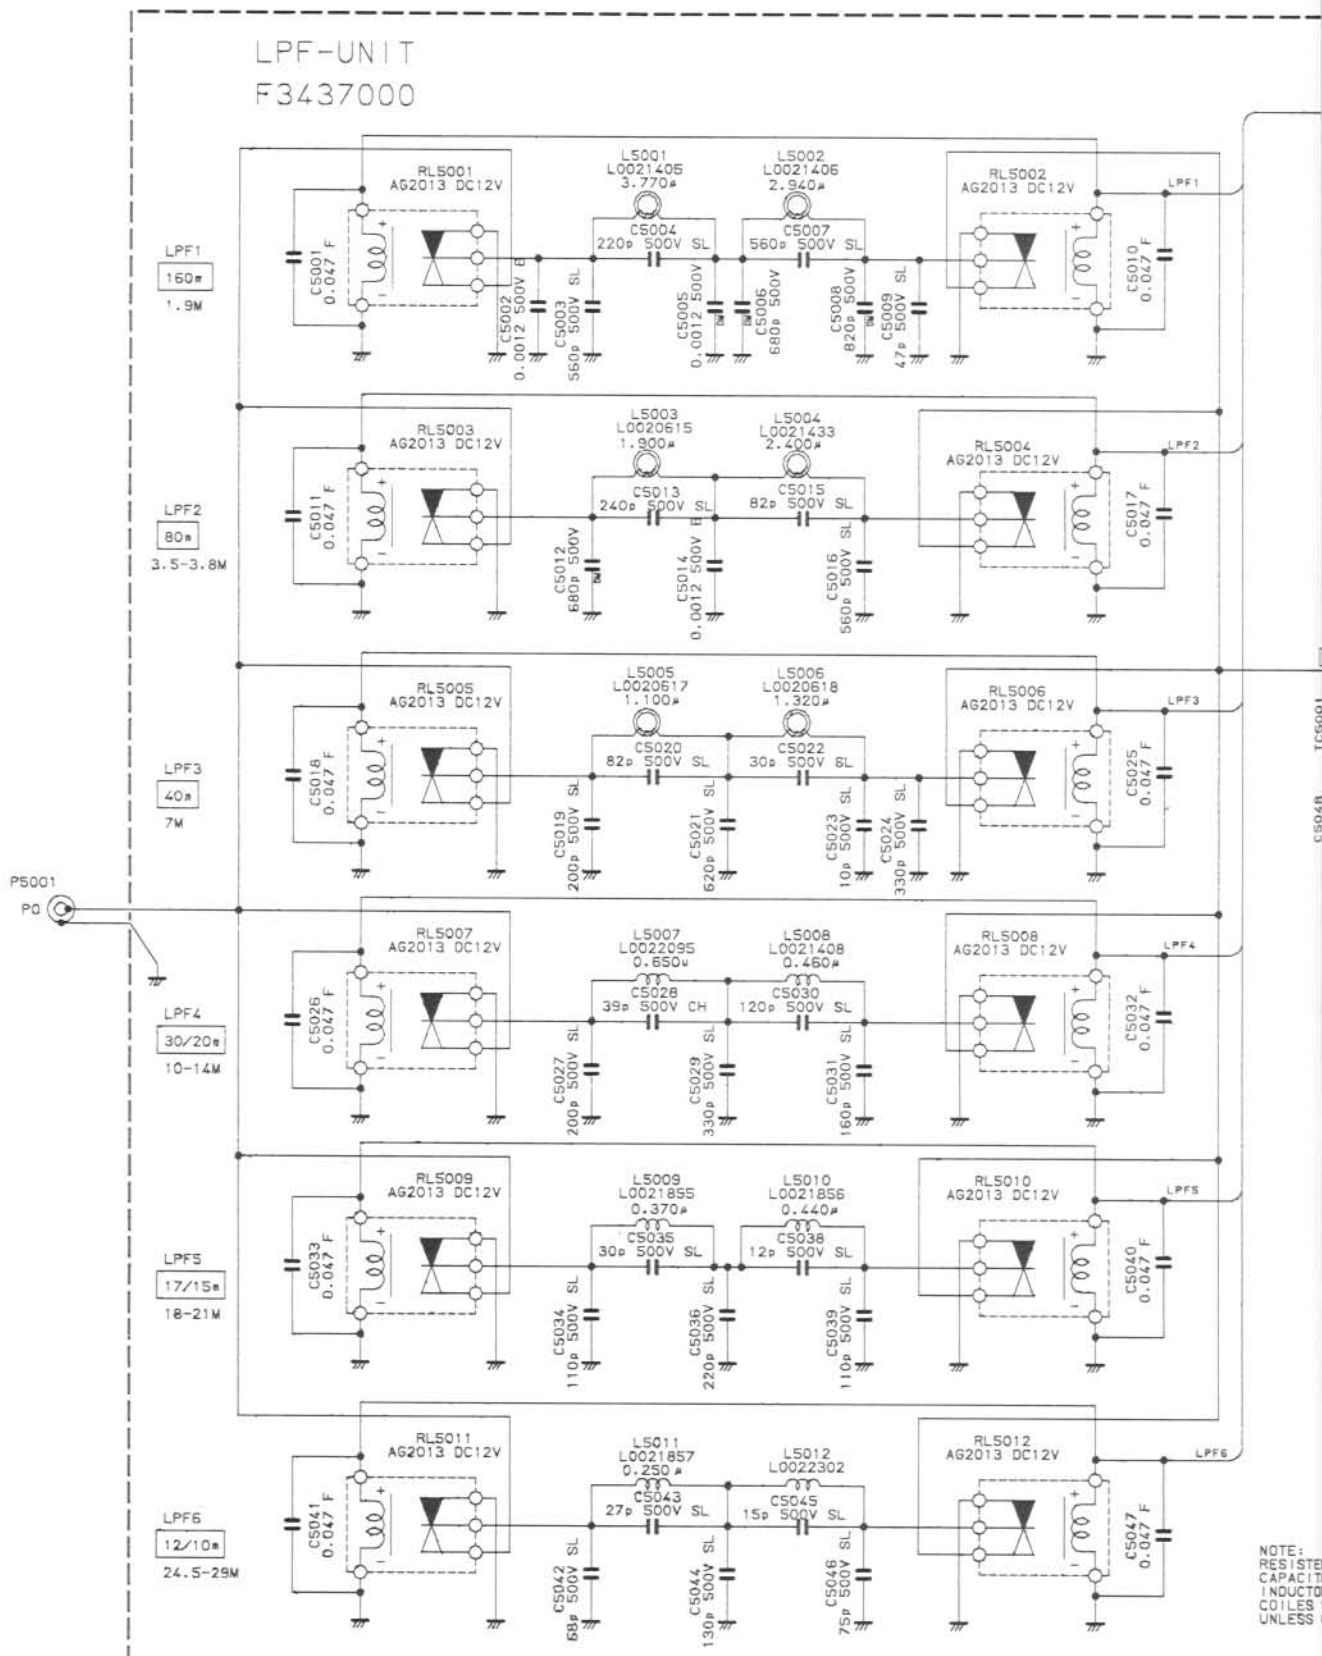 LPF-UNIT
F3437000
RL5001
AG2013 DC12V
L5001
L0021405
3.770μ
L5002
L0021406
2.940μ
RL5002
AG2013 DC12V
LPF1
LPF1
160m
1.9M
C5001
0.047 F
C5004
220p 500V SL
C5007
560p 500V SL
C5002
0.0012 500V B
C5003
560p 500V SL
C5005
0.0012 500V
C5006
680p 500V
C5008
820p 500V
C5009
47p 500V SL
C5010
0.047 F
RL5003
AG2013 DC12V
L5003
L0020615
1.900μ
L5004
L0021433
2.400μ
RL5004
AG2013 DC12V
LPF2
LPF2
80m
3.5-3.8M
C5011
0.047 F
C5013
240p 500V SL
C5015
82p 500V SL
C5012
680p 500V
C5014
0.0012 500V B
C5016
560p 500V SL
C5017
0.047 F
RL5005
AG2013 DC12V
L5005
L0020617
1.100μ
L5006
L0020618
1.320μ
RL5006
AG2013 DC12V
LPF3
LPF3
40m
7M
C5018
0.047 F
C5020
82p 500V SL
C5022
30p 500V SL
C5019
200p 500V SL
C5021
620p 500V SL
C5023
10p 500V SL
C5024
330p 500V SL
C5025
0.047 F
TC5001
C5048
P5001
PO
RL5007
AG2013 DC12V
L5007
L0022095
0.650μ
L5008
L0021408
0.460μ
RL5008
AG2013 DC12V
LPF4
LPF4
30/20m
10-14M
C5026
0.047 F
C5028
39p 500V CH
C5030
120p 500V SL
C5027
200p 500V SL
C5029
330p 500V SL
C5031
160p 500V SL
C5032
0.047 F
RL5009
AG2013 DC12V
L5009
L0021855
0.370μ
L5010
L0021856
0.440μ
RL5010
AG2013 DC12V
LPF5
LPF5
17/15m
18-21M
C5033
0.047 F
C5035
30p 500V SL
C5038
12p 500V SL
C5034
110p 500V SL
C5036
220p 500V SL
C5039
110p 500V SL
C5040
0.047 F
RL5011
AG2013 DC12V
L5011
L0021857
0.250μ
L5012
L0022302
RL5012
AG2013 DC12V
LPF6
LPF6
12/10m
24.5-29M
C5041
0.047 F
C5043
27p 500V SL
C5045
15p 500V SL
C5042
68p 500V SL
C5044
130p 500V SL
C5046
75p 500V SL
C5047
0.047 F
NOTE:
RESISTE
CAPACIT
INDUCTO
COILES
UNLESS